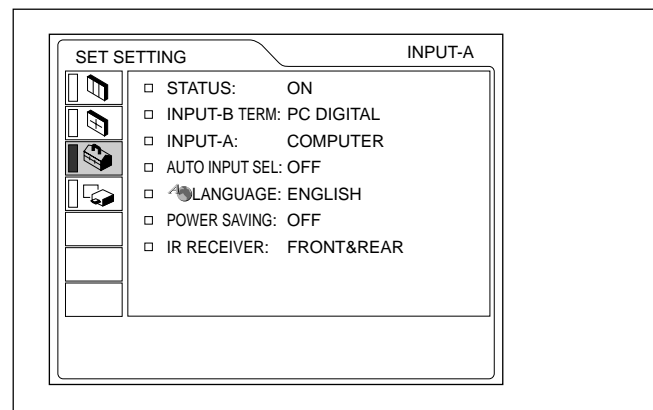 SET SETTING INPUT-A
STATUS: ON
INPUT-B TERM: PC DIGITAL
INPUT-A: COMPUTER
AUTO INPUT SEL: OFF
A LANGUAGE: ENGLISH
POWER SAVING: OFF
IR RECEIVER: FRONT&REAR